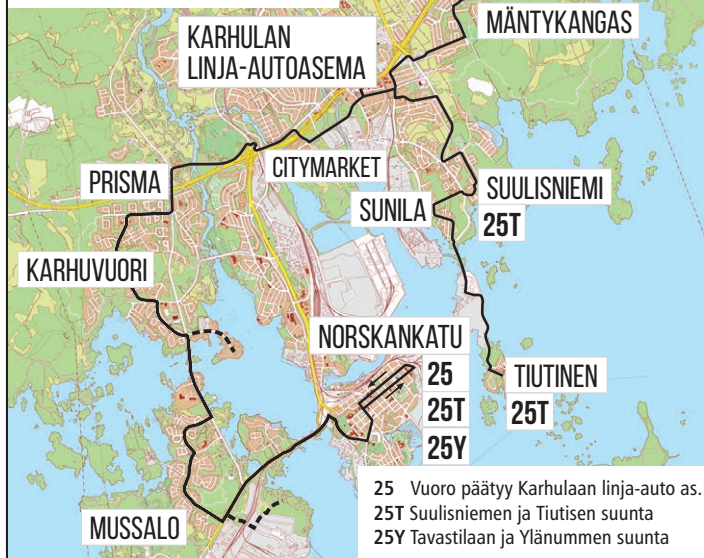 MÄNTYKANGAS
KARHULAN
LINJA-AUTOASEMA
PRISMA
CITYMARKET
SUULISNIEMI
25T
SUNILA
KARHUVUORI
NORSKANKATU
25
25T
25Y
TIUTINEN
25T
MUSSALO
25 Vuoro päätyy Karhulaan linja-auto as.
25T Suulisniemen ja Tiutisen suunta
25Y Tavastilaan ja Ylänummen suunta